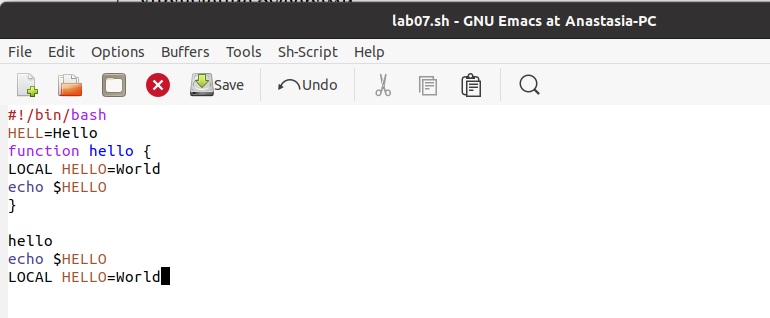 lab07.sh - GNU Emacs at Anastasia-PC
File Edit Options Buffers Tools Sh-Script Help
Save Undo
#!/bin/bash
HELL=Hello
function hello {
LOCAL HELLO=World
echo $HELLO
}
hello
echo $HELLO
LOCAL HELLO=World